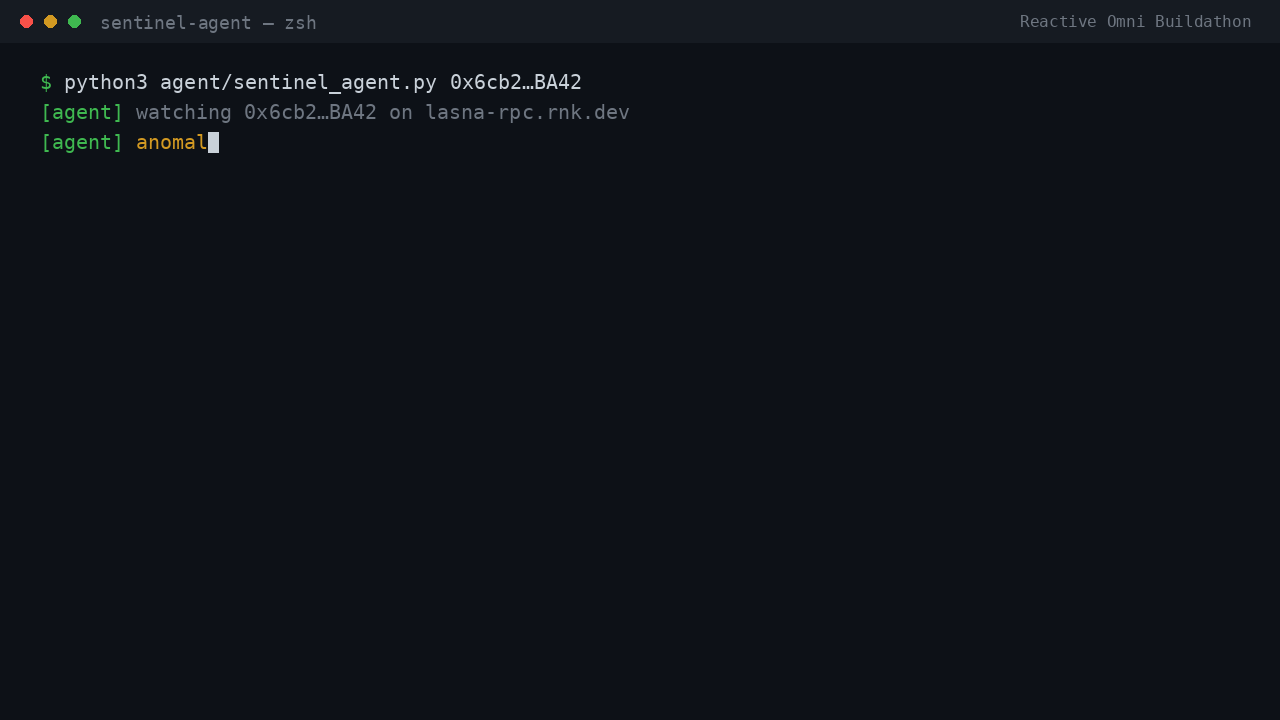 sentinel-agent — zsh
Reactive Omni Buildathon
$ python3 agent/sentinel_agent.py 0x6cb2…BA42
[agent] watching 0x6cb2…BA42 on lasna-rpc.rnk.dev
[agent] anomal